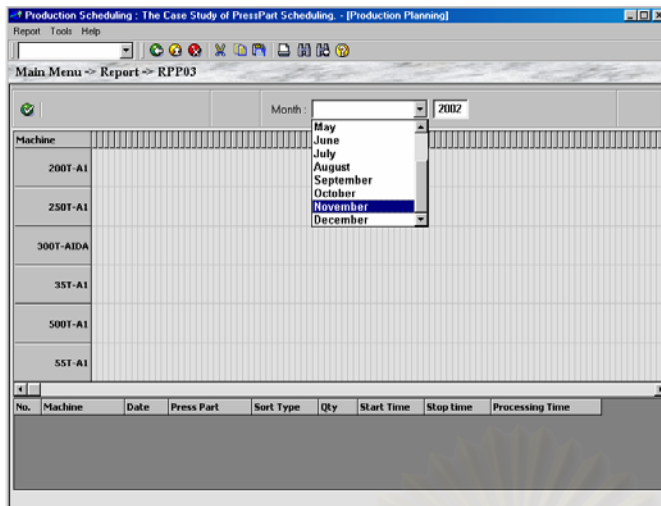 Production Scheduling : The Case Study of PressPart Scheduling. - [Production Planning]
Report Tools Help
Main Menu -> Report -> RPP03
Month : 2002
May
June
July
August
September
October
November
December
Machine
200T-A1
250T-A1
300T-AIDA
35T-A1
500T-A1
55T-A1
No. Machine Date Press Part Sort Type Qty Start Time Stop time Processing Time